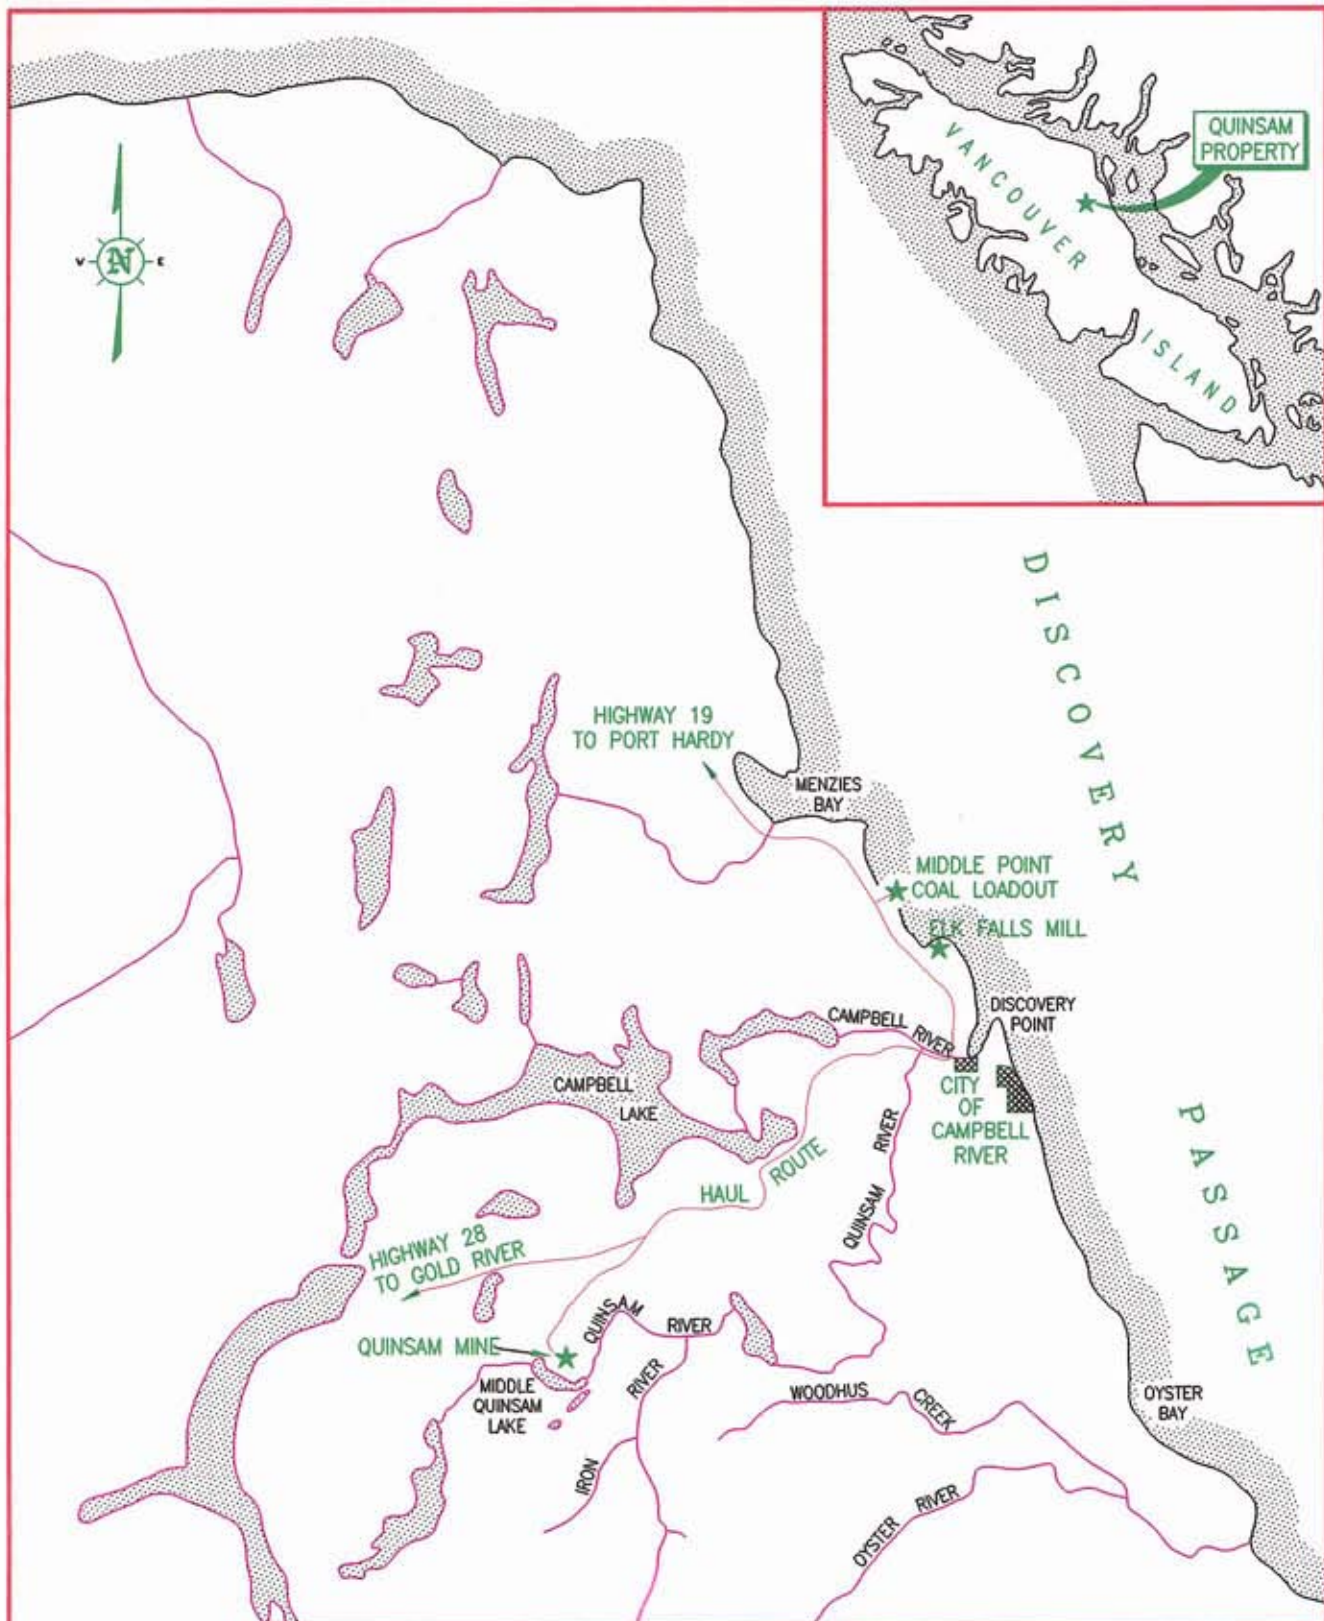 QUINSAM
PROPERTY
VANCOUVER
ISLAND
N
E
DISCOVERY
PASSAGE
HIGHWAY 19
TO PORT HARDY
MENZIES
BAY
MIDDLE POINT
COAL LOADOUT
ELK FALLS MILL
DISCOVERY
POINT
CAMPBELL RIVER
CITY
OF
CAMPBELL
RIVER
CAMPBELL
LAKE
HAUL ROUTE
QUINSAM RIVER
HIGHWAY 28
TO GOLD RIVER
QUINSAM MINE
QUINSAM RIVER
MIDDLE
QUINSAM
LAKE
IRON RIVER
WOODHUS CREEK
OYSTER
BAY
OYSTER RIVER